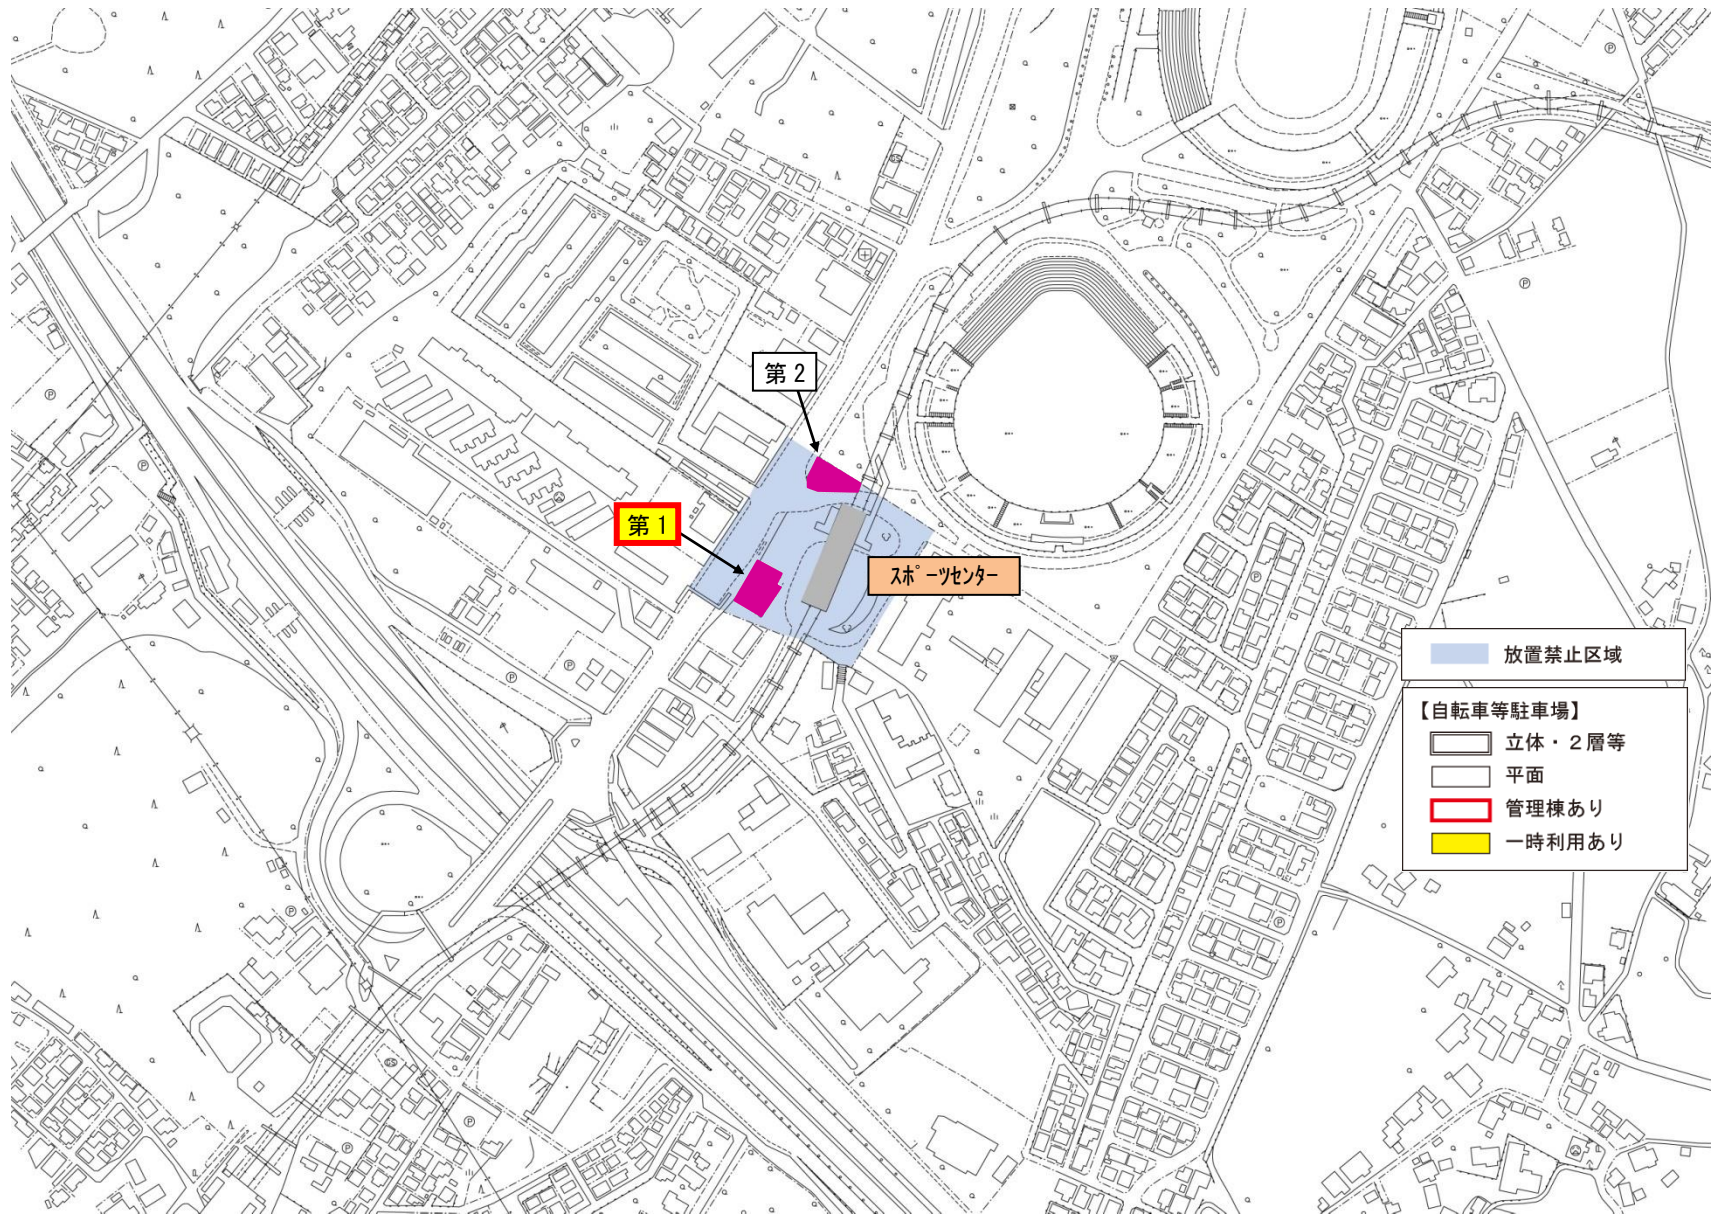 第２
第１
ｽﾎﾟｰﾂｾﾝﾀｰ
放置禁止区域
【自転車等駐車場】
立体・２層等
平面
管理棟あり
一時利用あり